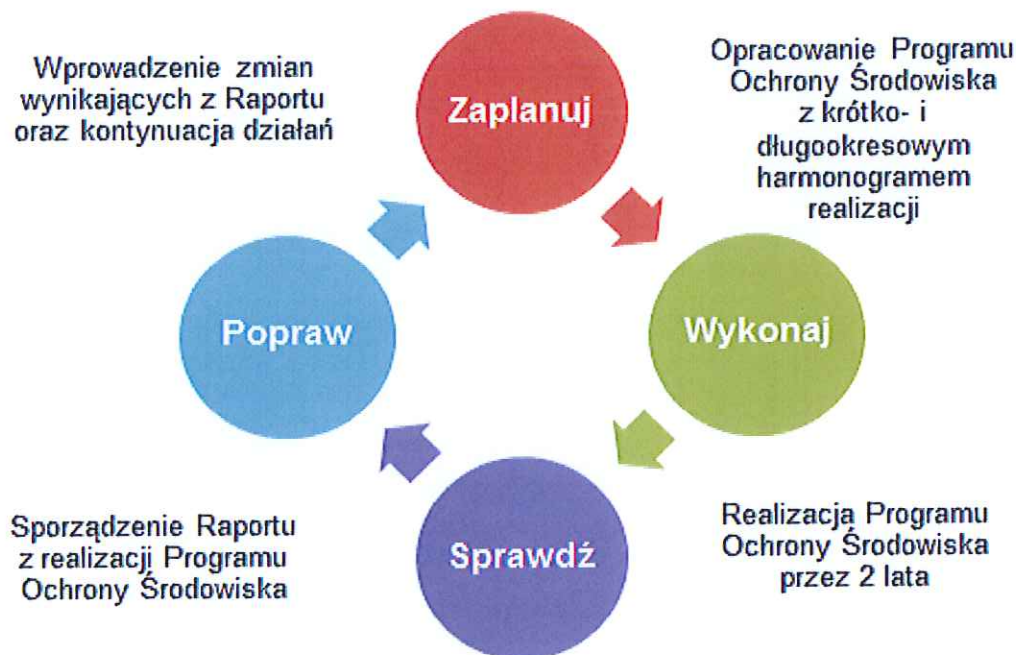 Wprowadzenie zmian
wynikających z Raportu
oraz kontynuacja działań
Zaplanuj
Opracowanie Programu
Ochrony Środowiska
z krótko- i
długookresowym
harmonogramem
realizacji
Popraw
Wykonaj
Sporządzenie Raportu
z realizacji Programu
Ochrony Środowiska
Sprawdź
Realizacja Programu
Ochrony Środowiska
przez 2 lata